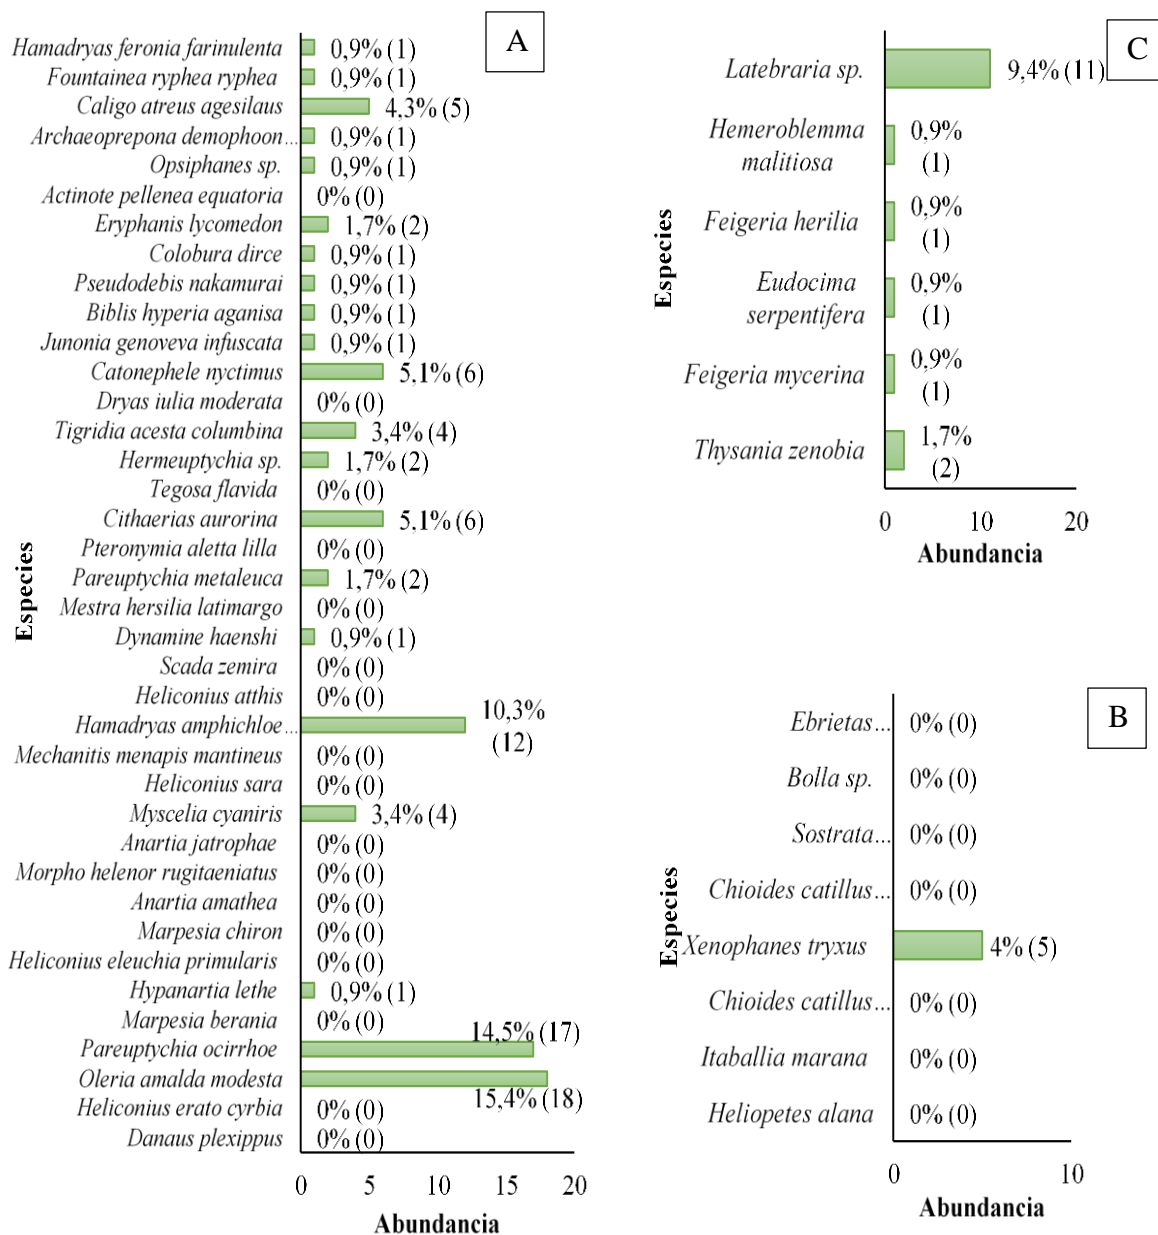 A
Hamadryas feronia farinulenta 0,9% (1)
Fountainea ryphea ryphea 0,9% (1)
Caligo atreus agesilaus 4,3% (5)
Archaeoprepona demophoon... 0,9% (1)
Opsiphanes sp. 0,9% (1)
Actinote pellenea equatoria 0% (0)
Eryphanis lycomedon 1,7% (2)
Colobura dirce 0,9% (1)
Pseudodebis nakamurai 0,9% (1)
Biblis hyperia aganisa 0,9% (1)
Junonia genoveva infuscata 0,9% (1)
Catonephele nyctimus 5,1% (6)
Dryas iulia moderata 0% (0)
Tigridia acesta columbina 3,4% (4)
Hermeuptychia sp. 1,7% (2)
Tegosa flavida 0% (0)
Cithaerias aurorina 5,1% (6)
Pteronymia aletta lilla 0% (0)
Pareuptychia metaleuca 1,7% (2)
Mestra hersilia latimargo 0% (0)
Dynamine haenshi 0,9% (1)
Scada zemira 0% (0)
Heliconius atthis 0% (0)
Hamadryas amphichloe... 10,3%
(12)
Mechanitis menapis mantineus 0% (0)
Heliconius sara 0% (0)
Myscelia cyaniris 3,4% (4)
Anartia jatrophae 0% (0)
Morpho helenor rugitaeniatus 0% (0)
Anartia amathea 0% (0)
Marpesia chiron 0% (0)
Heliconius eleuchia primularis 0% (0)
Hypanartia lethe 0,9% (1)
Marpesia berania 0% (0)
Pareuptychia ocirrhoe 14,5% (17)
Oleria amalda modesta 15,4% (18)
Heliconius erato cyrbia 0% (0)
Danaus plexippus 0% (0)
Especies
0 5 10 15 20
Abundancia
C
Latebraria sp. 9,4% (11)
Hemeroblemma 0,9%
malitiosa (1)
Feigeria herilia 0,9%
(1)
Eudocima 0,9%
serpentifera (1)
Feigeria mycerina 0,9%
(1)
Thysania zenobia 1,7%
(2)
Especies
0 10 20
Abundancia
B
Ebrietas... 0% (0)
Bolla sp. 0% (0)
Sostrata... 0% (0)
Chioides catillus... 0% (0)
Xenophanes tryxus 4% (5)
Chioides catillus... 0% (0)
Itaballia marana 0% (0)
Heliopetes alana 0% (0)
Especies
0 10
Abundancia